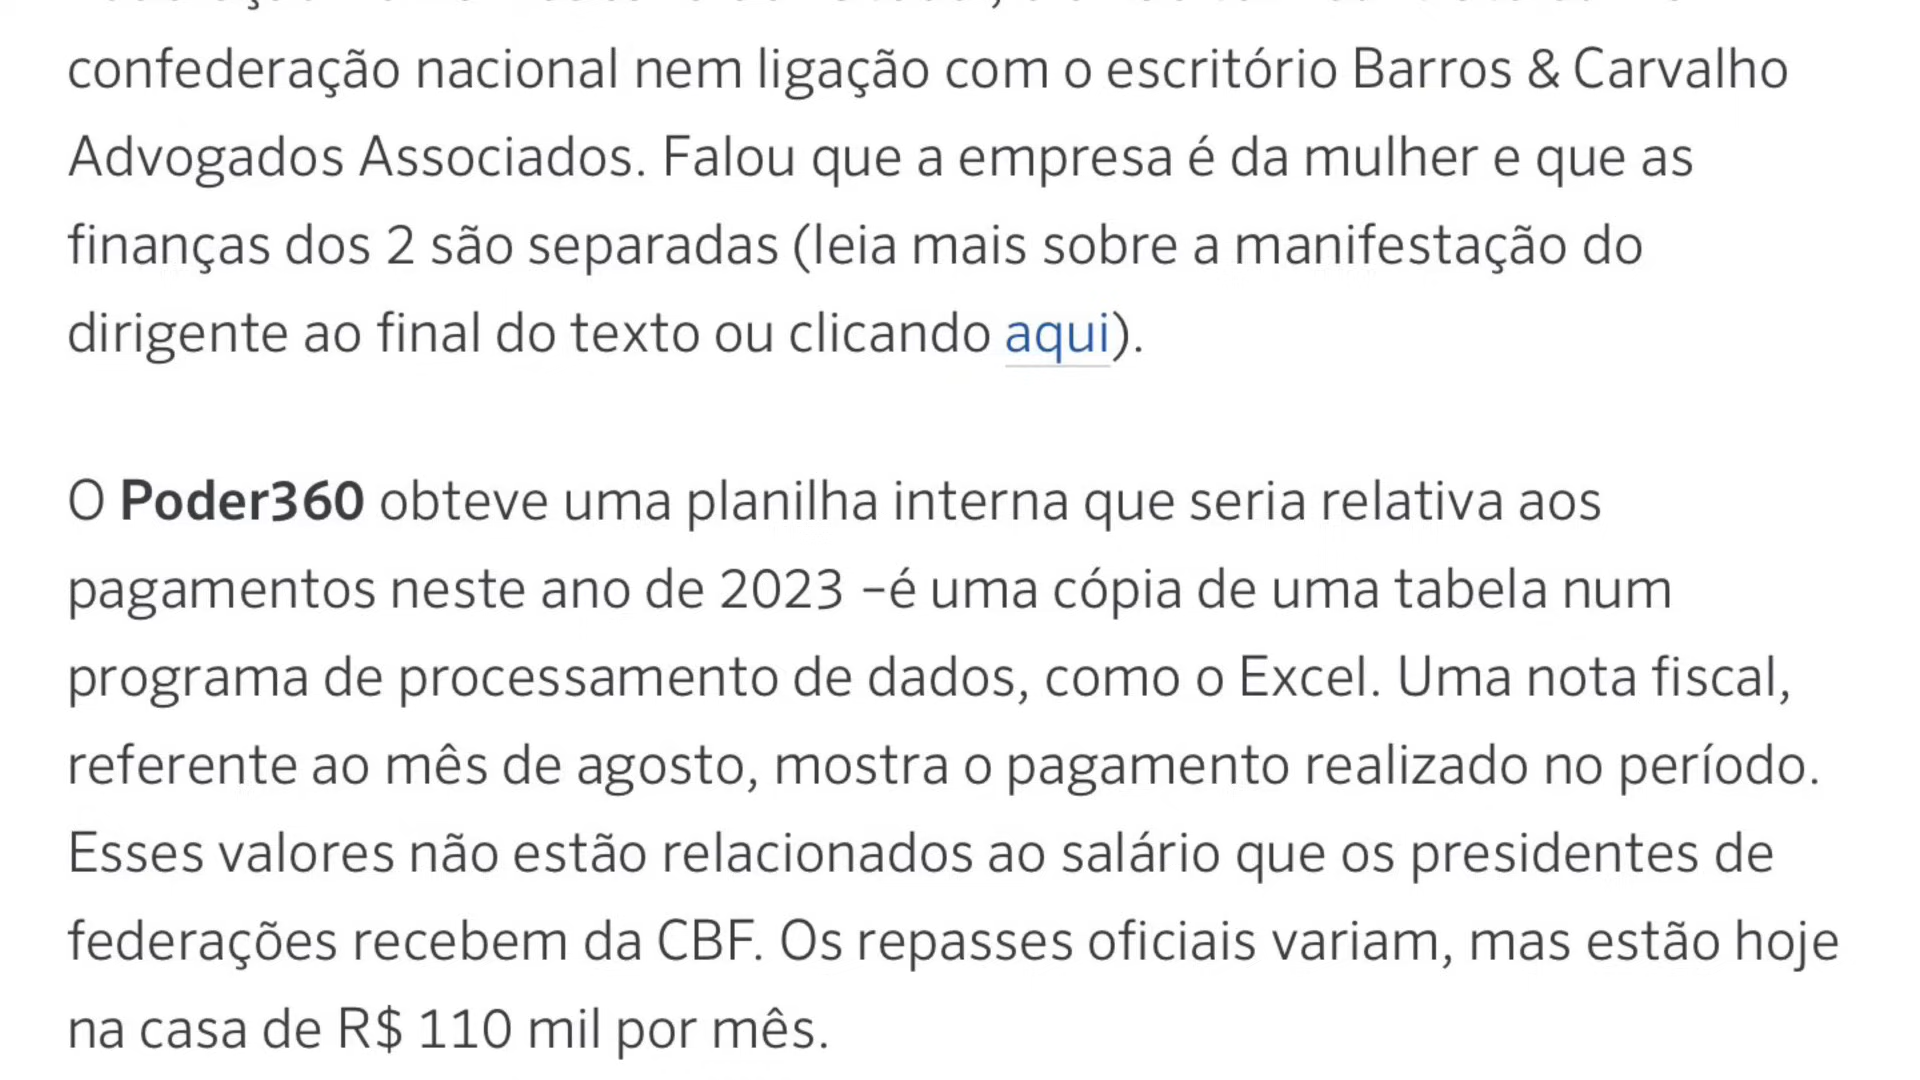 confederação nacional nem ligação com o escritório Barros & Carvalho
Advogados Associados. Falou que a empresa é da mulher e que as
finanças dos 2 são separadas (leia mais sobre a manifestação do
dirigente ao final do texto ou clicando aqui).
O Poder360 obteve uma planilha interna que seria relativa aos
pagamentos neste ano de 2023 –é uma cópia de uma tabela num
programa de processamento de dados, como o Excel. Uma nota fiscal,
referente ao mês de agosto, mostra o pagamento realizado no período.
Esses valores não estão relacionados ao salário que os presidentes de
federações recebem da CBF. Os repasses oficiais variam, mas estão hoje
na casa de R$ 110 mil por mês.